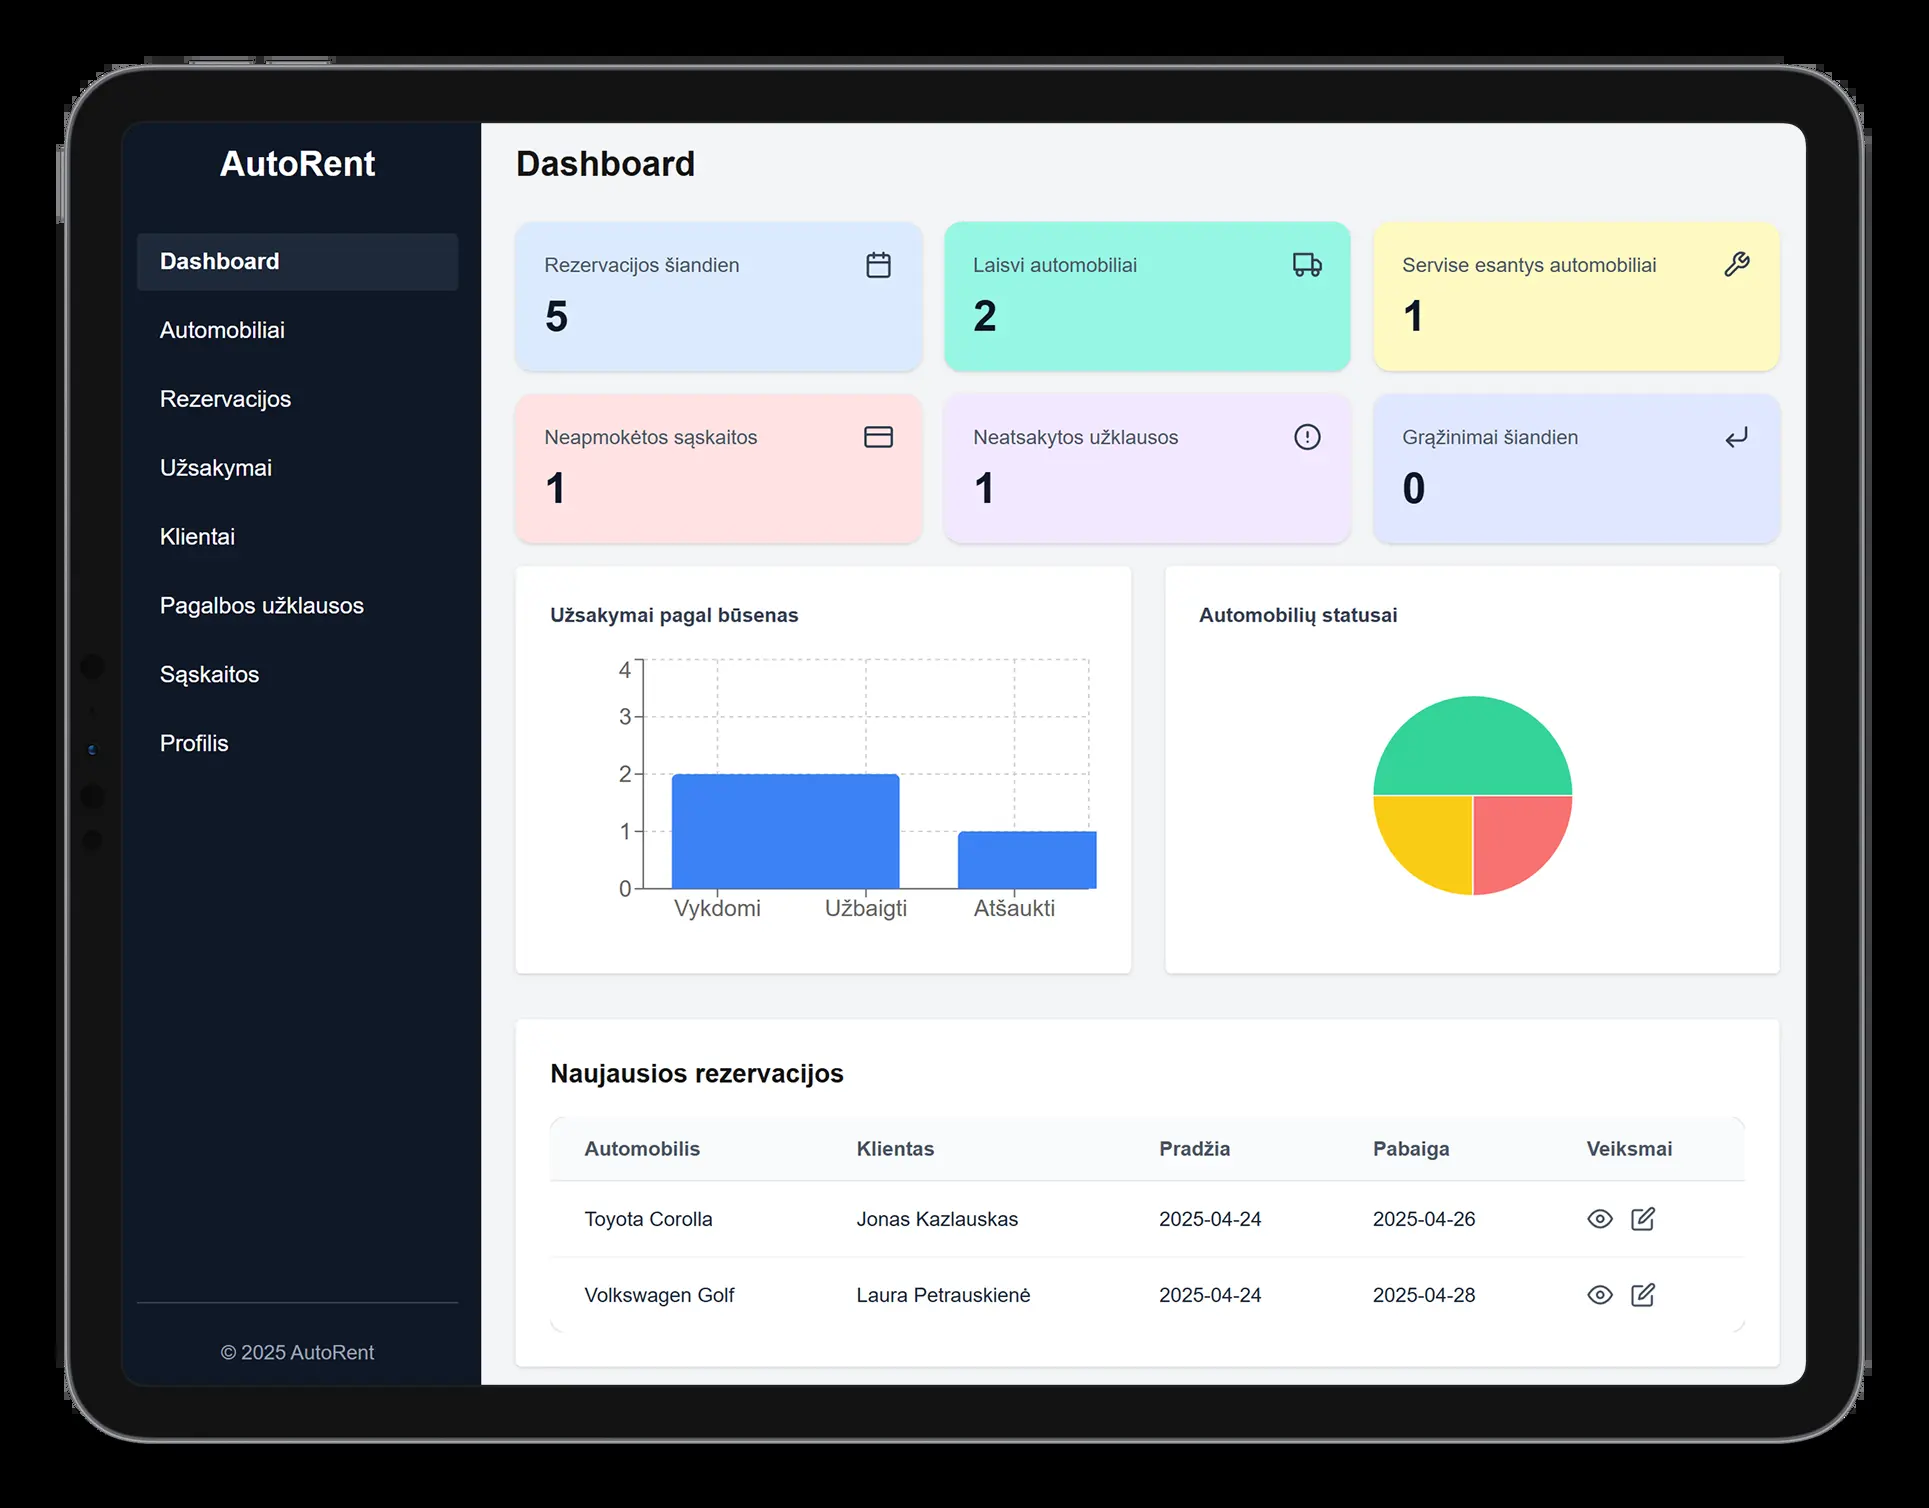 AutoRent
Dashboard
Automobiliai
Rezervacijos
Užsakymai
Klientai
Pagalbos užklausos
Sąskaitos
Profilis
© 2025 AutoRent
Dashboard
Rezervacijos šiandien
5
Laisvi automobiliai
2
Servise esantys automobiliai
1
Neapmokėtos sąskaitos
1
Neatsakytos užklausos
1
Grąžinimai šiandien
0
Užsakymai pagal būsenas
4
3
2
1
0
Vykdomi Užbaigti Atšaukti
Automobilių statusai
Naujausios rezervacijos
Automobilis Klientas Pradžia Pabaiga Veiksmai
Toyota Corolla Jonas Kazlauskas 2025-04-24 2025-04-26
Volkswagen Golf Laura Petrauskienė 2025-04-24 2025-04-28